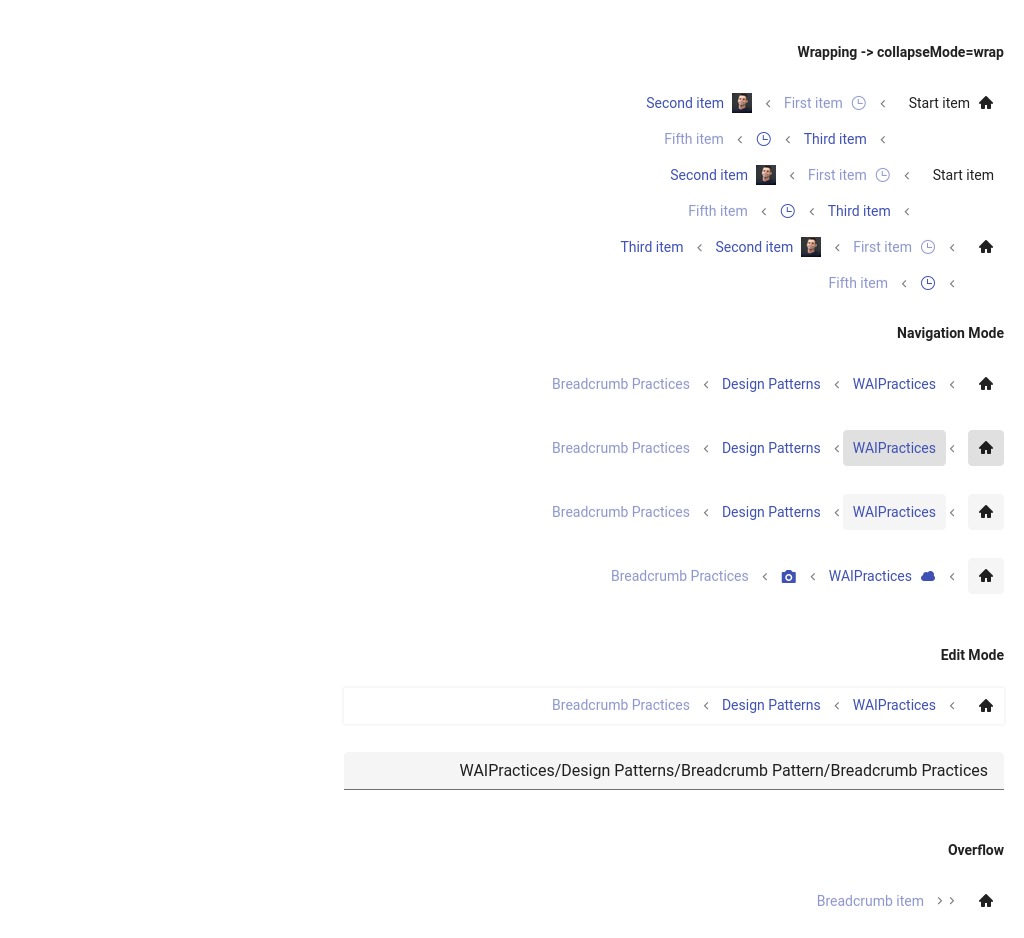 Wrapping -> collapseMode=wrap
Second item First item Start item
Fifth item Third item
Second item First item Start item
Fifth item Third item
Third item Second item First item
Fifth item
Navigation Mode
Breadcrumb Practices Design Patterns WAIPractices
Breadcrumb Practices Design Patterns WAIPractices
Breadcrumb Practices Design Patterns WAIPractices
Breadcrumb Practices WAIPractices
Edit Mode
Breadcrumb Practices Design Patterns WAIPractices
WAIPractices/Design Patterns/Breadcrumb Pattern/Breadcrumb Practices
Overflow
Breadcrumb item